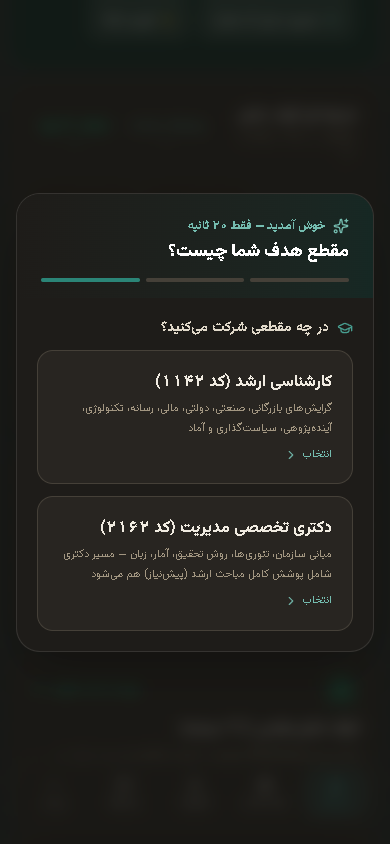 خوش آمدید — فقط ۲۰ ثانیه
مقطع هدف شما چیست؟
در چه مقطعی شرکت می‌کنید؟
کارشناسی ارشد (کد ۱۱۴۲)
گرایش‌های بازرگانی، صنعتی، دولتی، مالی، رسانه، تکنولوژی،
آینده‌پژوهی، سیاست‌گذاری و آماد
انتخاب
دکتری تخصصی مدیریت (کد ۲۱۶۲)
مبانی سازمان، تئوری‌ها، روش تحقیق، آمار، زبان — مسیر دکتری
شامل پوشش کامل مباحث ارشد (پیش‌نیاز) هم می‌شود
انتخاب